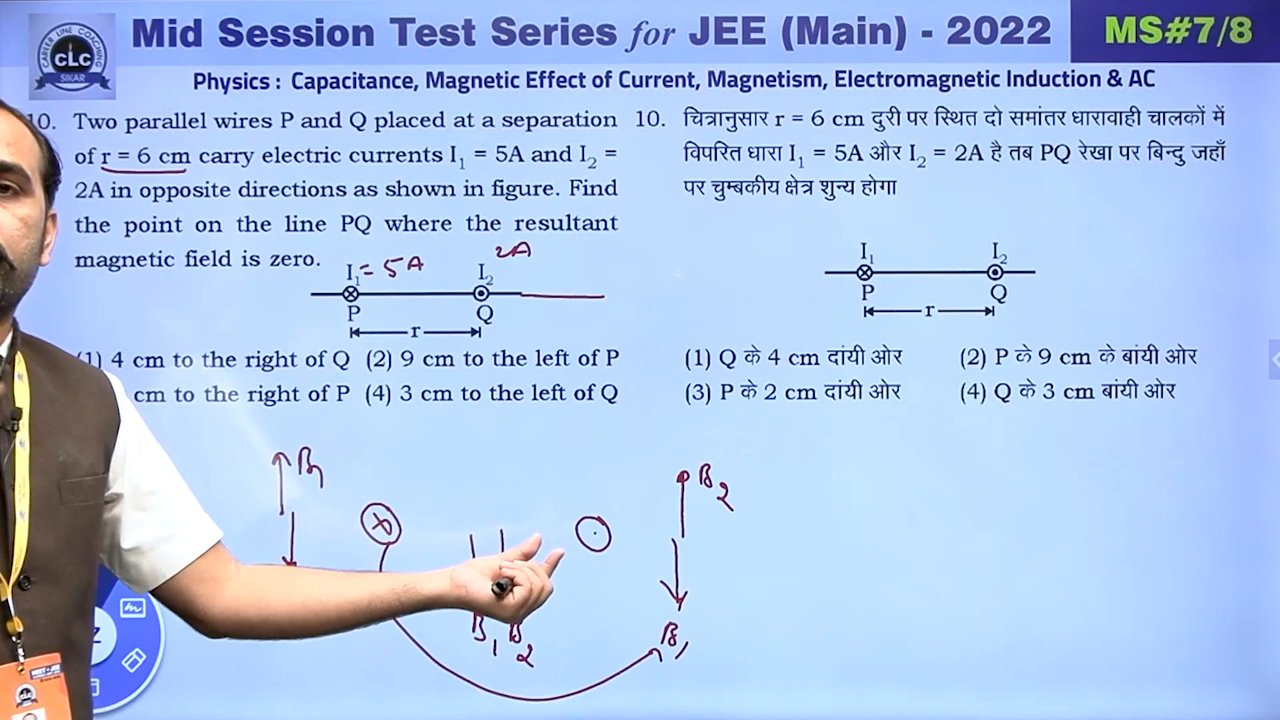 CAREER LINE COACHING
CLC
SIKAR
Mid Session Test Series for JEE (Main) - 2022
MS#7/8
Physics : Capacitance, Magnetic Effect of Current, Magnetism, Electromagnetic Induction & AC
10. Two parallel wires P and Q placed at a separation
of r = 6 cm carry electric currents I₁ = 5A and I₂ =
2A in opposite directions as shown in figure. Find
the point on the line PQ where the resultant
magnetic field is zero.
I₁ = 5A I₂ 2A
P Q
r
(1) 4 cm to the right of Q (2) 9 cm to the left of P
cm to the right of P (4) 3 cm to the left of Q
10. चित्रानुसार r = 6 cm दुरी पर स्थित दो समांतर धारावाही चालकों में
विपरित धारा I₁ = 5A और I₂ = 2A है तब PQ रेखा पर बिन्दु जहाँ
पर चुम्बकीय क्षेत्र शुन्य होगा
I₁ I₂
P Q
r
(1) Q के 4 cm दांयी ओर (2) P के 9 cm के बांयी ओर
(3) P के 2 cm दांयी ओर (4) Q के 3 cm बांयी ओर
B₁
B₂
B₁ B₂
B₁
NEET • JEE